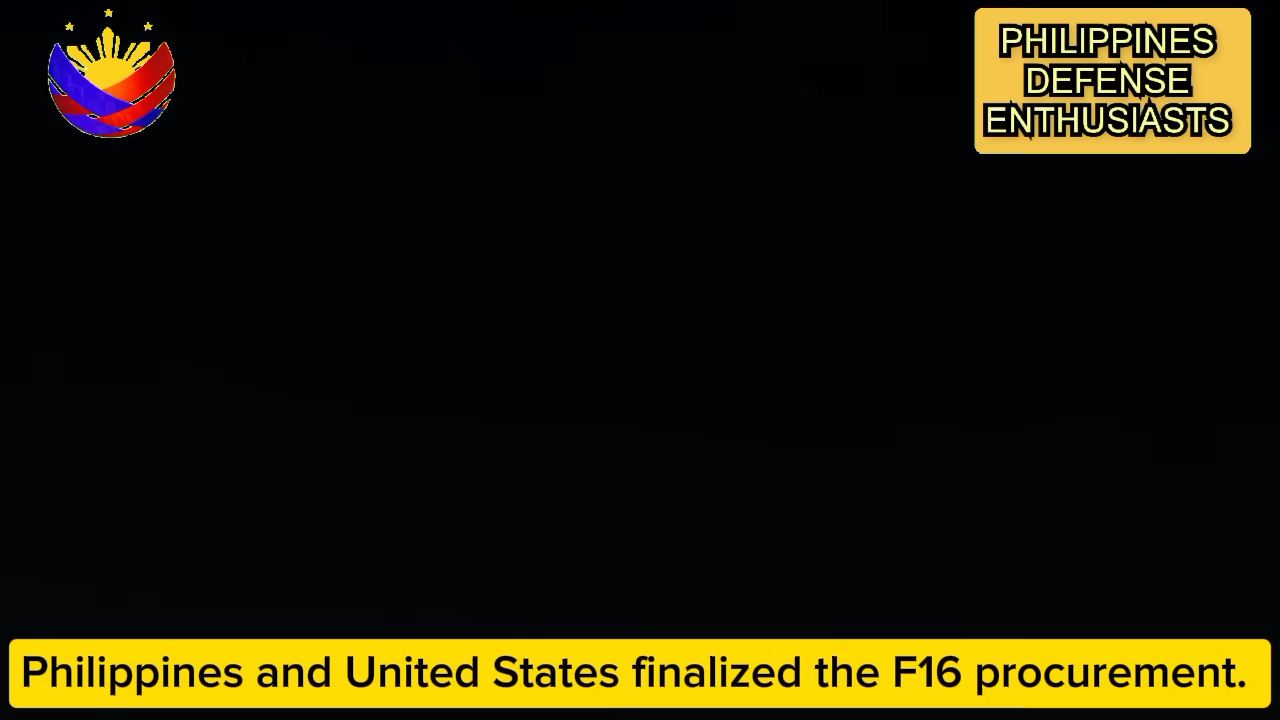 PHILIPPINES
DEFENSE
ENTHUSIASTS
Philippines and United States finalized the F16 procurement.